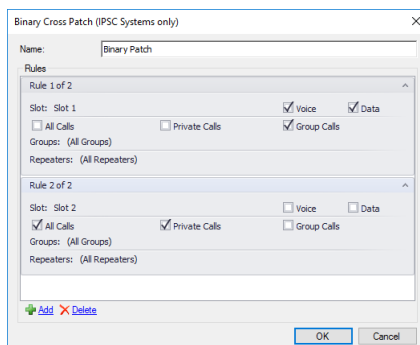 Binary Cross Patch (IPSC Systems only)
Name: Binary Patch
Rules
Rule 1 of 2
Slot: Slot 1 Voice Data
All Calls Private Calls Group Calls
Groups: (All Groups)
Repeaters: (All Repeaters)
Rule 2 of 2
Slot: Slot 2 Voice Data
All Calls Private Calls Group Calls
Groups: (All Groups)
Repeaters: (All Repeaters)
Add Delete
OK Cancel